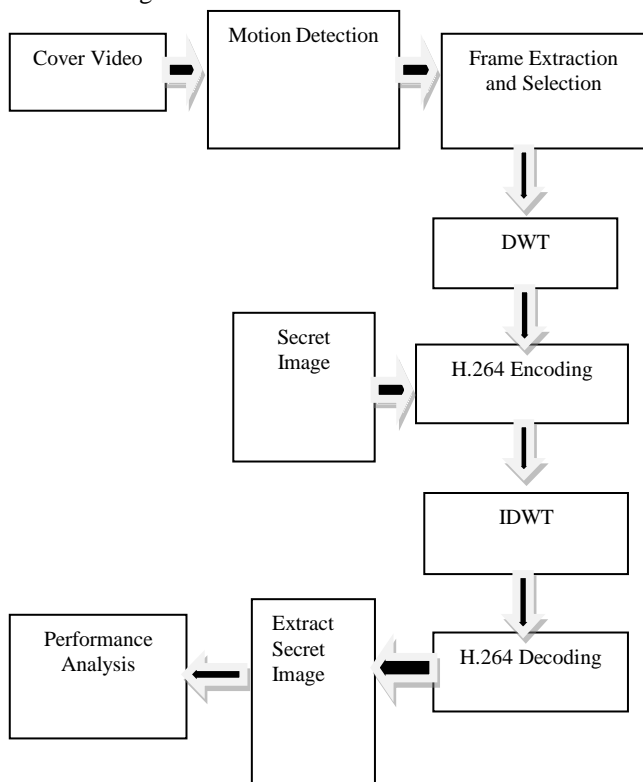 Cover Video
Motion Detection
Frame Extraction
and Selection
DWT
Secret
Image
H.264 Encoding
IDWT
H.264 Decoding
Extract
Secret
Image
Performance
Analysis